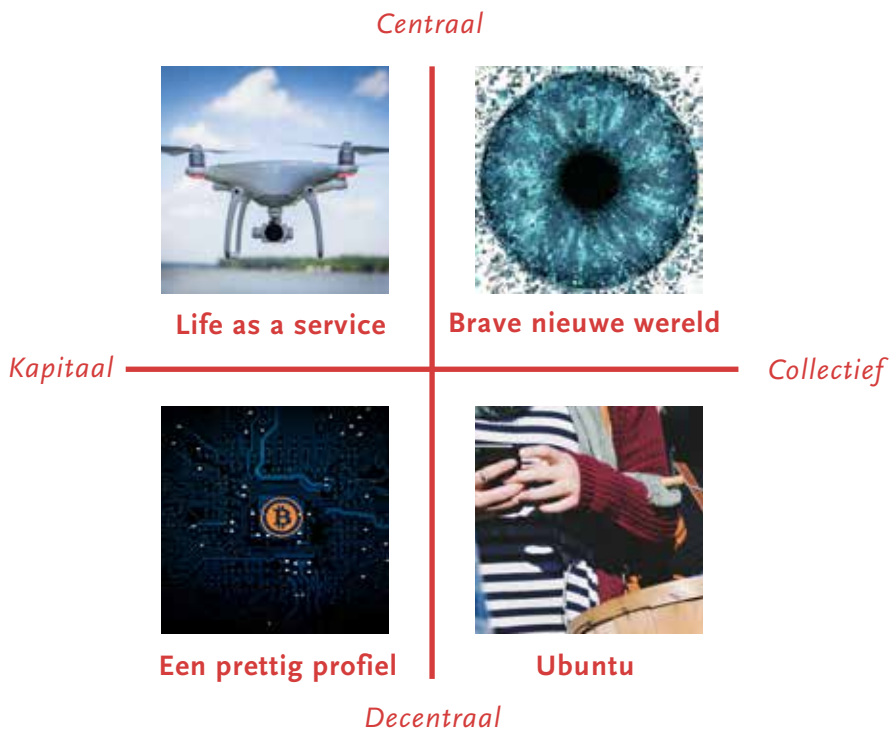 Centraal
Life as a service
Brave nieuwe wereld
Kapitaal
Collectief
Een prettig profiel
Ubuntu
Decentraal